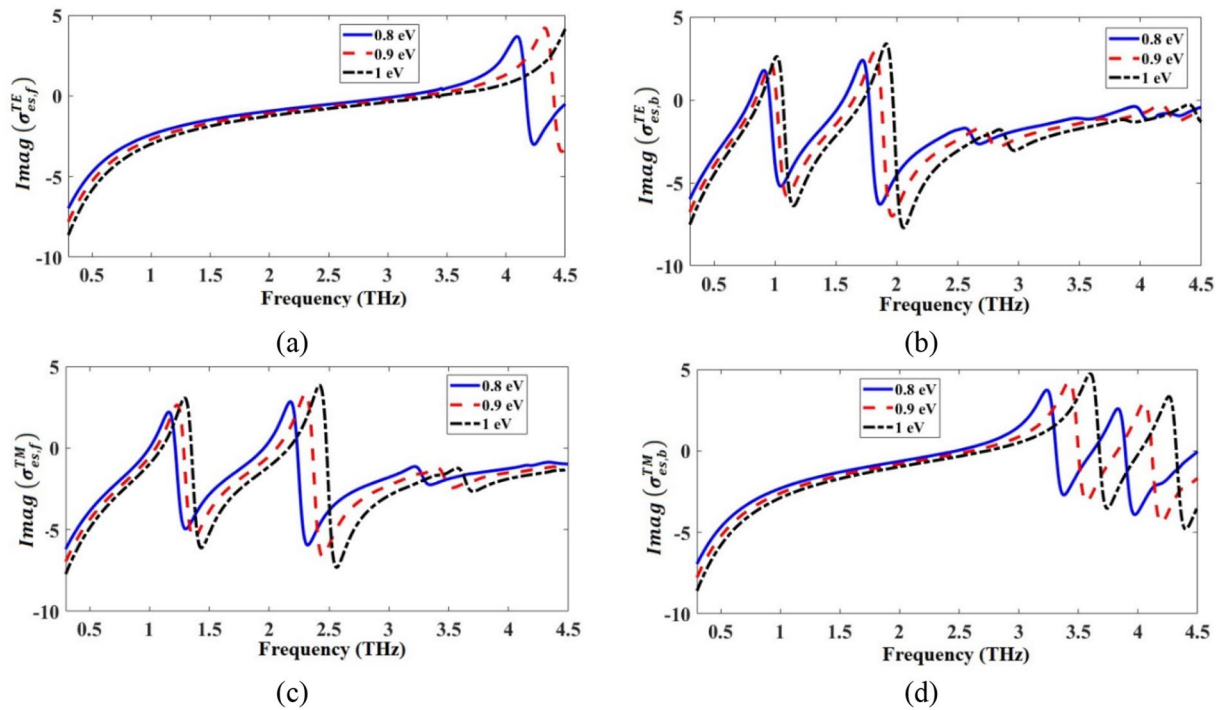 5
0
-5
-10
Imag (σ^TE_es,f)
0.8 eV
0.9 eV
1 eV
0.5 1 1.5 2 2.5 3 3.5 4 4.5
Frequency (THz)
(a)
5
0
-5
-10
Imag (σ^TE_es,b)
0.8 eV
0.9 eV
1 eV
0.5 1 1.5 2 2.5 3 3.5 4 4.5
Frequency (THz)
(b)
5
0
-5
-10
Imag (σ^TM_es,f)
0.8 eV
0.9 eV
1 eV
0.5 1 1.5 2 2.5 3 3.5 4 4.5
Frequency (THz)
(c)
5
0
-5
-10
Imag (σ^TM_es,b)
0.8 eV
0.9 eV
1 eV
0.5 1 1.5 2 2.5 3 3.5 4 4.5
Frequency (THz)
(d)